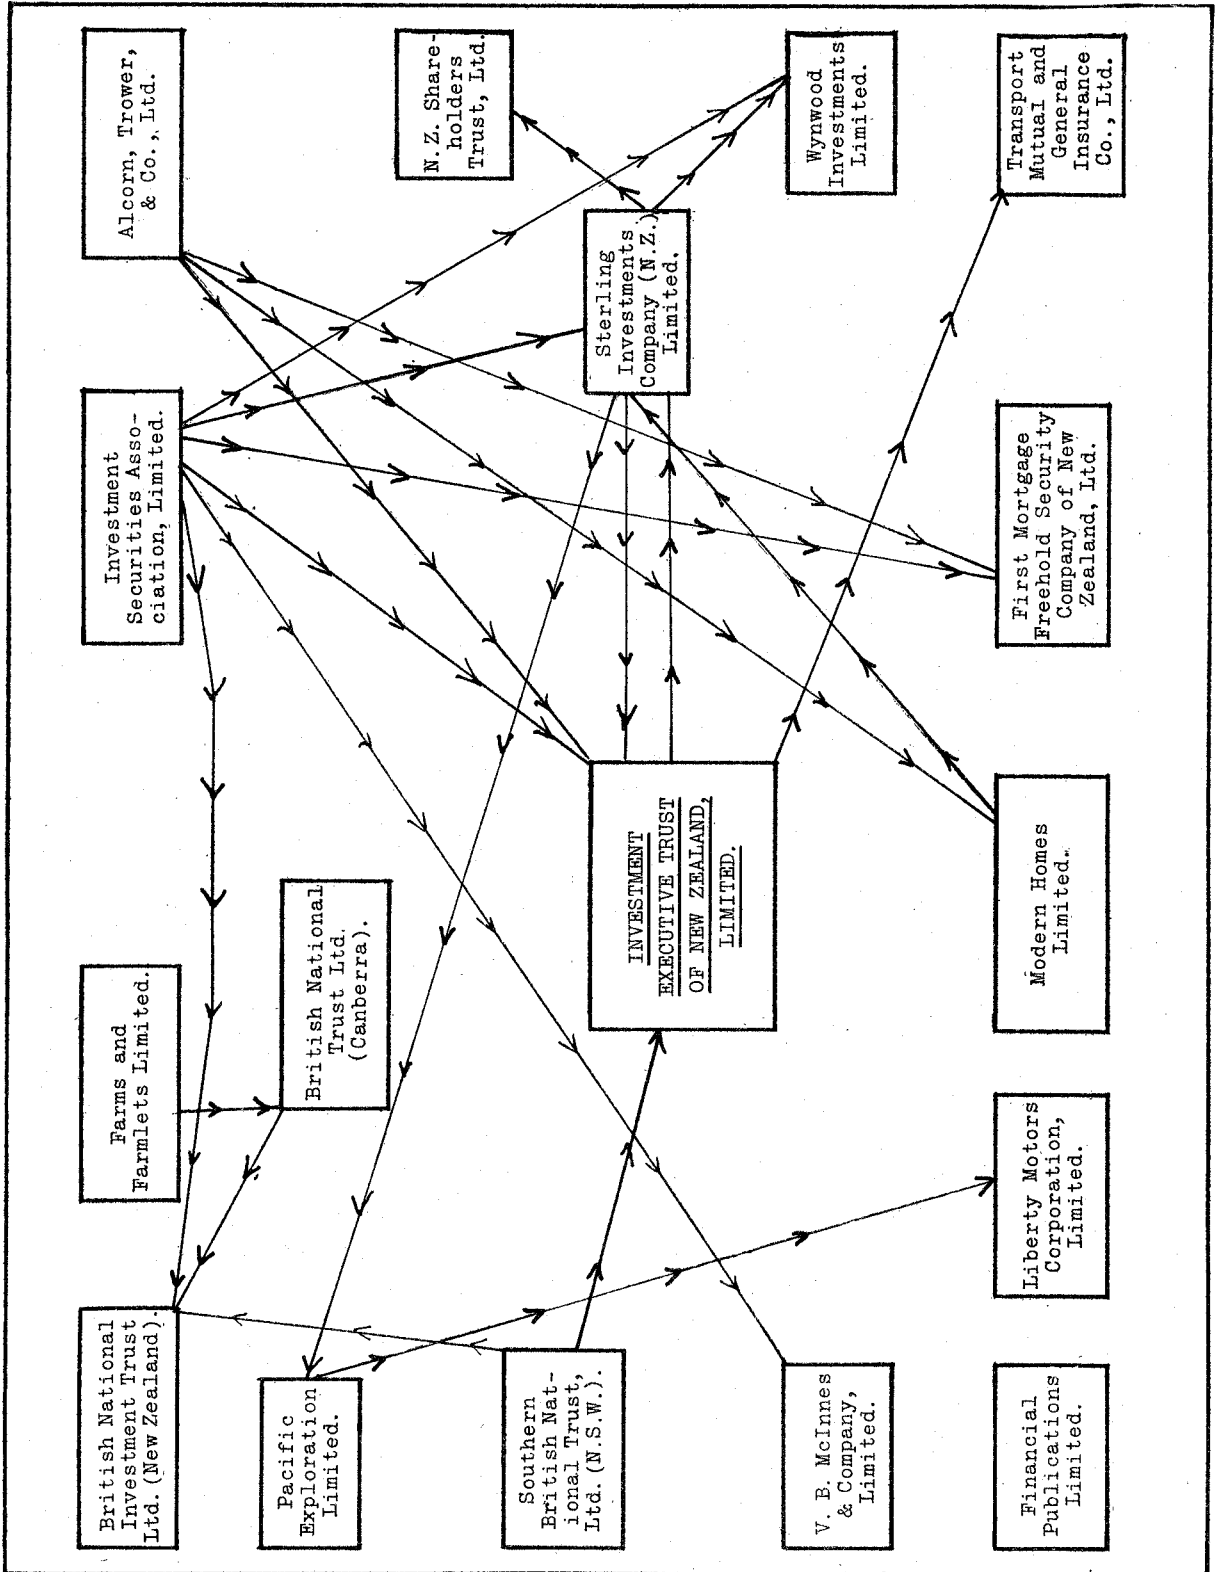 British National
Investment Trust
Ltd. (New Zealand).
Farms and
Farmlets Limited.
Investment
Securities Asso-
ciation, Limited.
Alcorn, Trower,
& Co., Ltd.
Pacific
Exploration
Limited.
British National
Trust Ltd.
(Canberra).
N.Z. Share-
holders
Trust, Ltd.
Southern
British Nat-
ional Trust,
Ltd. (N.S.W.).
INVESTMENT
EXECUTIVE TRUST
OF NEW ZEALAND,
LIMITED.
Sterling
Investments
Company (N.Z.)
Limited.
V. B. McInnes
& Company,
Limited.
Wynwood
Investments
Limited.
Financial
Publications
Limited.
Liberty Motors
Corporation,
Limited.
Modern Homes
Limited.
First Mortgage
Freehold Security
Company of New
Zealand, Ltd.
Transport
Mutual and
General
Insurance
Co., Ltd.